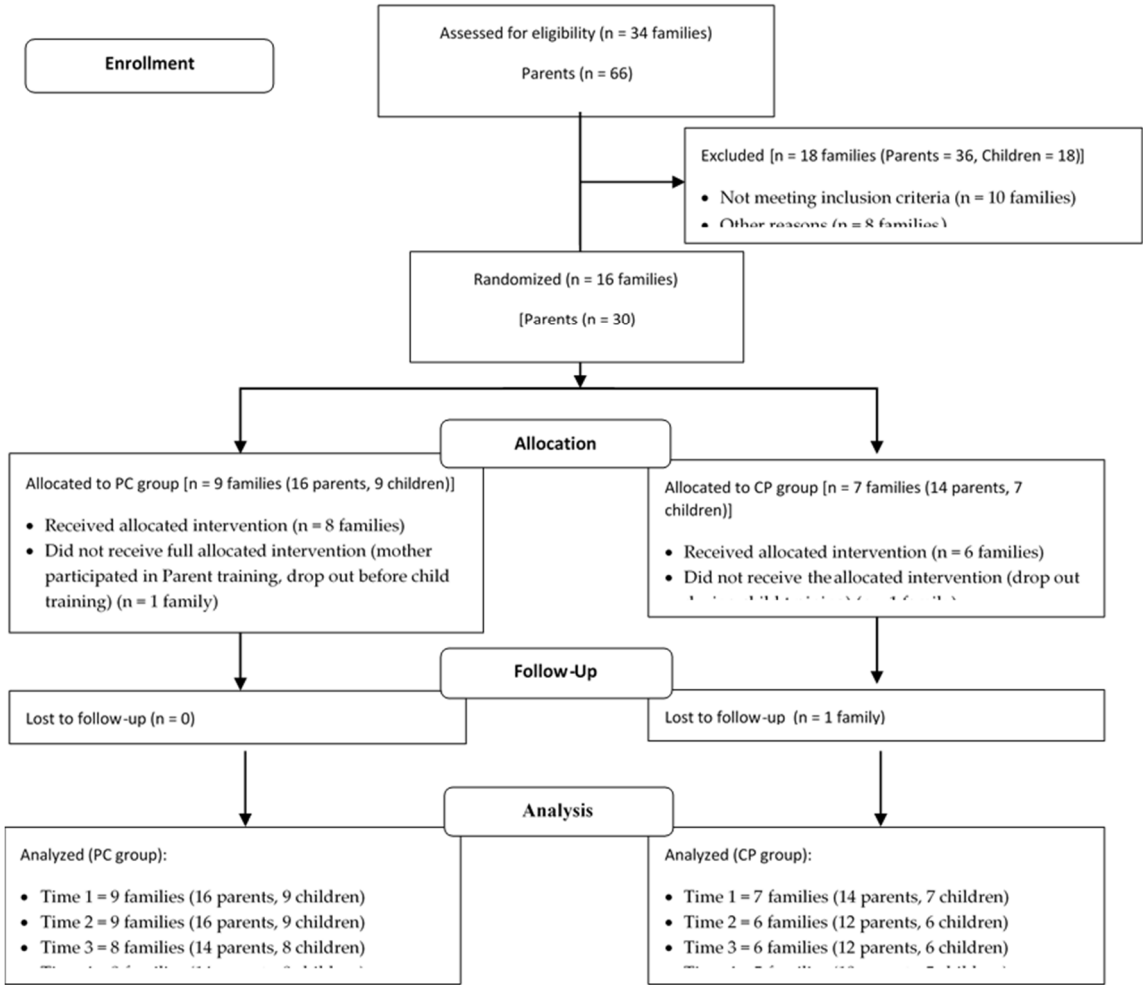 Enrollment
Assessed for eligibility (n = 34 families)
Parents (n = 66)
Excluded [n = 18 families (Parents = 36, Children = 18)]
• Not meeting inclusion criteria (n = 10 families)
• Other reasons (n = 8 families)
Randomized (n = 16 families)
[Parents (n = 30)
Allocation
Allocated to PC group [n = 9 families (16 parents, 9 children)]
• Received allocated intervention (n = 8 families)
• Did not receive full allocated intervention (mother
participated in Parent training, drop out before child
training) (n = 1 family)
Allocated to CP group [n = 7 families (14 parents, 7
children)]
• Received allocated intervention (n = 6 families)
• Did not receive the allocated intervention (drop out
Follow-Up
Lost to follow-up (n = 0)
Lost to follow-up (n = 1 family)
Analysis
Analyzed (PC group):
• Time 1 = 9 families (16 parents, 9 children)
• Time 2 = 9 families (16 parents, 9 children)
• Time 3 = 8 families (14 parents, 8 children)
Analyzed (CP group):
• Time 1 = 7 families (14 parents, 7 children)
• Time 2 = 6 families (12 parents, 6 children)
• Time 3 = 6 families (12 parents, 6 children)